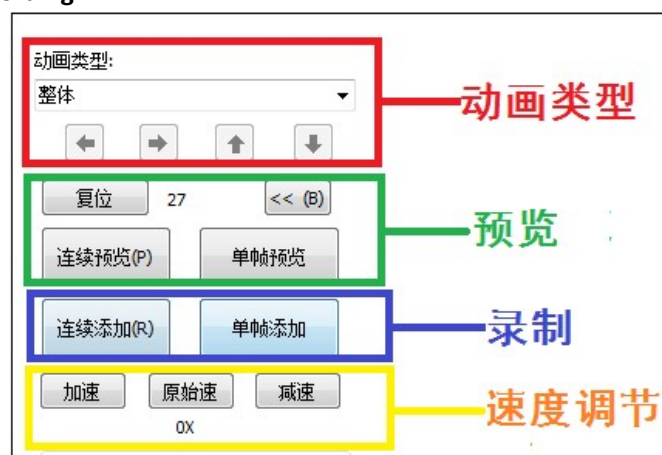 动画类型:
整体
动画类型
复位 27 << (B)
预览
连续预览(P) 单帧预览
连续添加(R) 单帧添加
录制
加速 原始速 减速
速度调节
0X